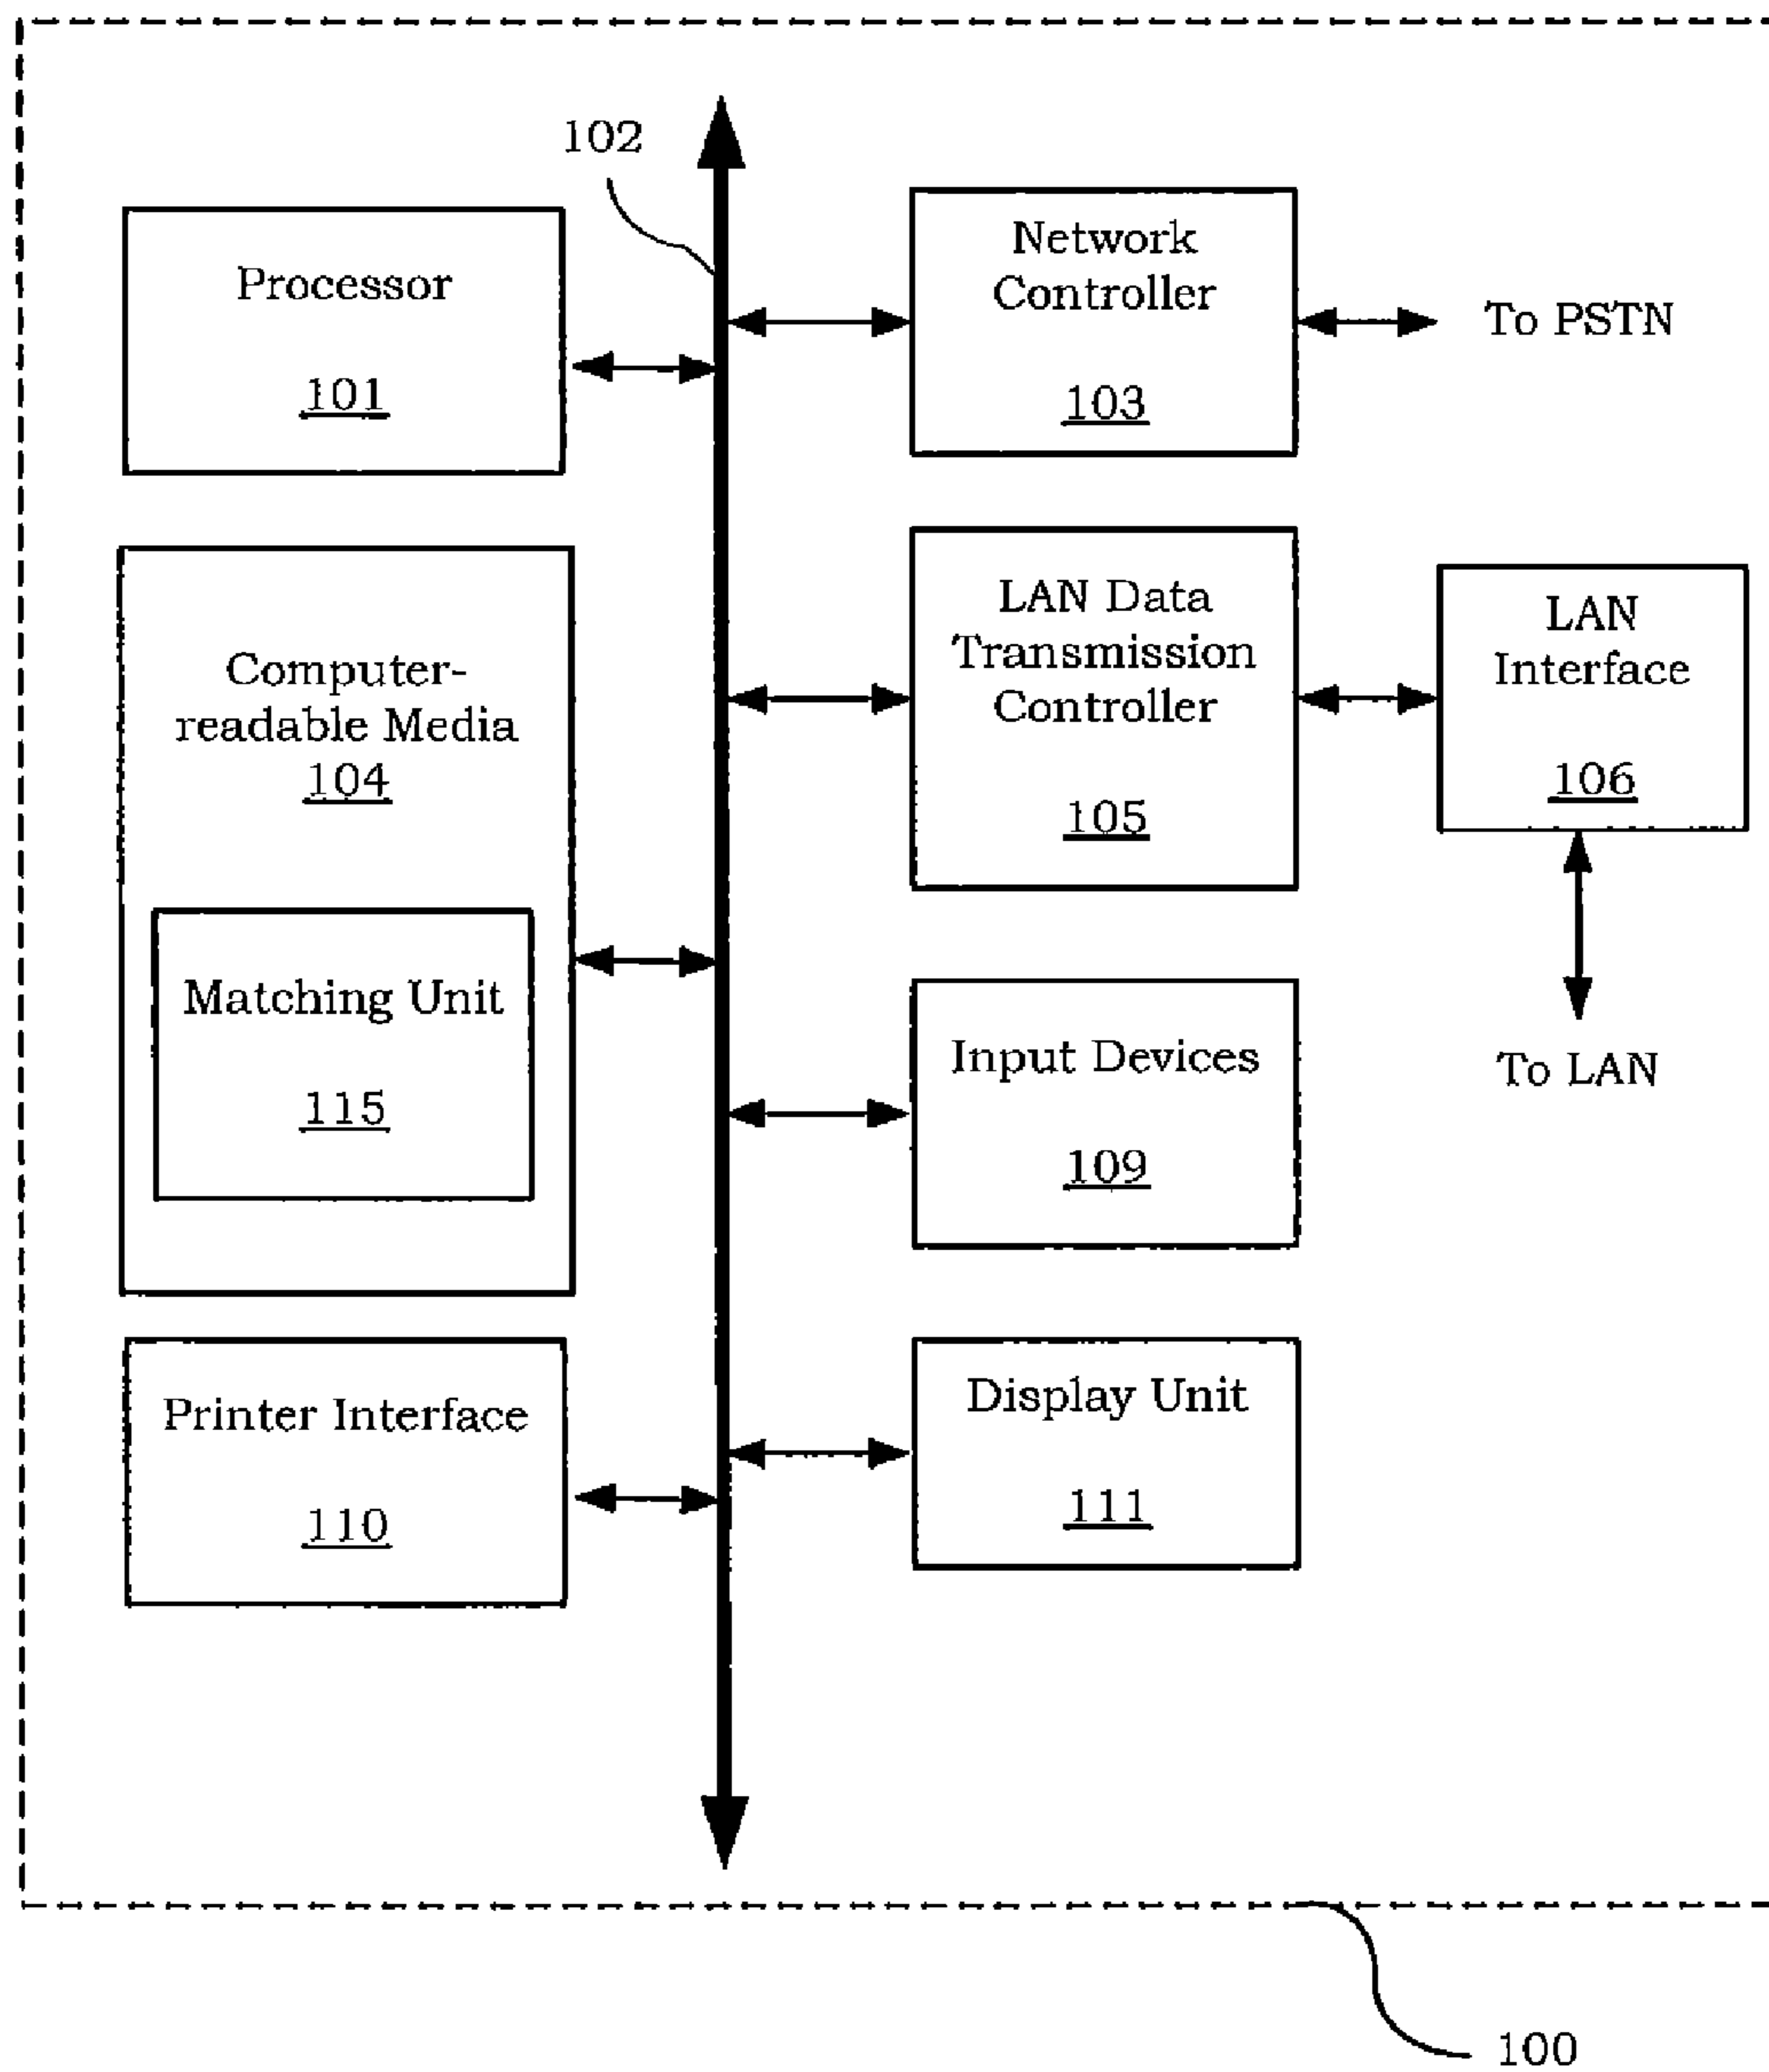 102
Processor
101
Network
Controller
103
To PSTN
Computer-
readable Media
104
LAN Data
Transmission
Controller
105
LAN
Interface
106
To LAN
Matching Unit
115
Input Devices
109
Printer Interface
110
Display Unit
111
100